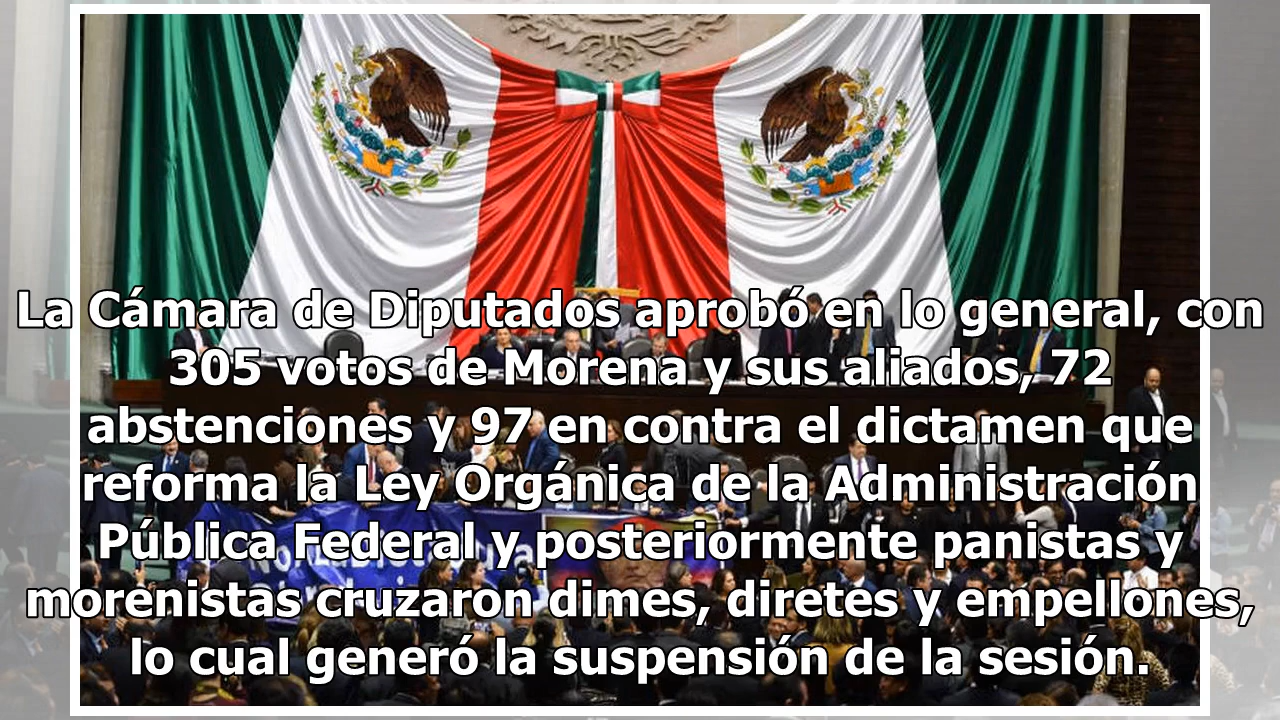 La Cámara de Diputados aprobó en lo general, con
305 votos de Morena y sus aliados, 72
abstenciones y 97 en contra el dictamen que
reforma la Ley Orgánica de la Administración
Pública Federal y posteriormente panistas y
morenistas cruzaron dimes, diretes y empellones,
lo cual generó la suspensión de la sesión.